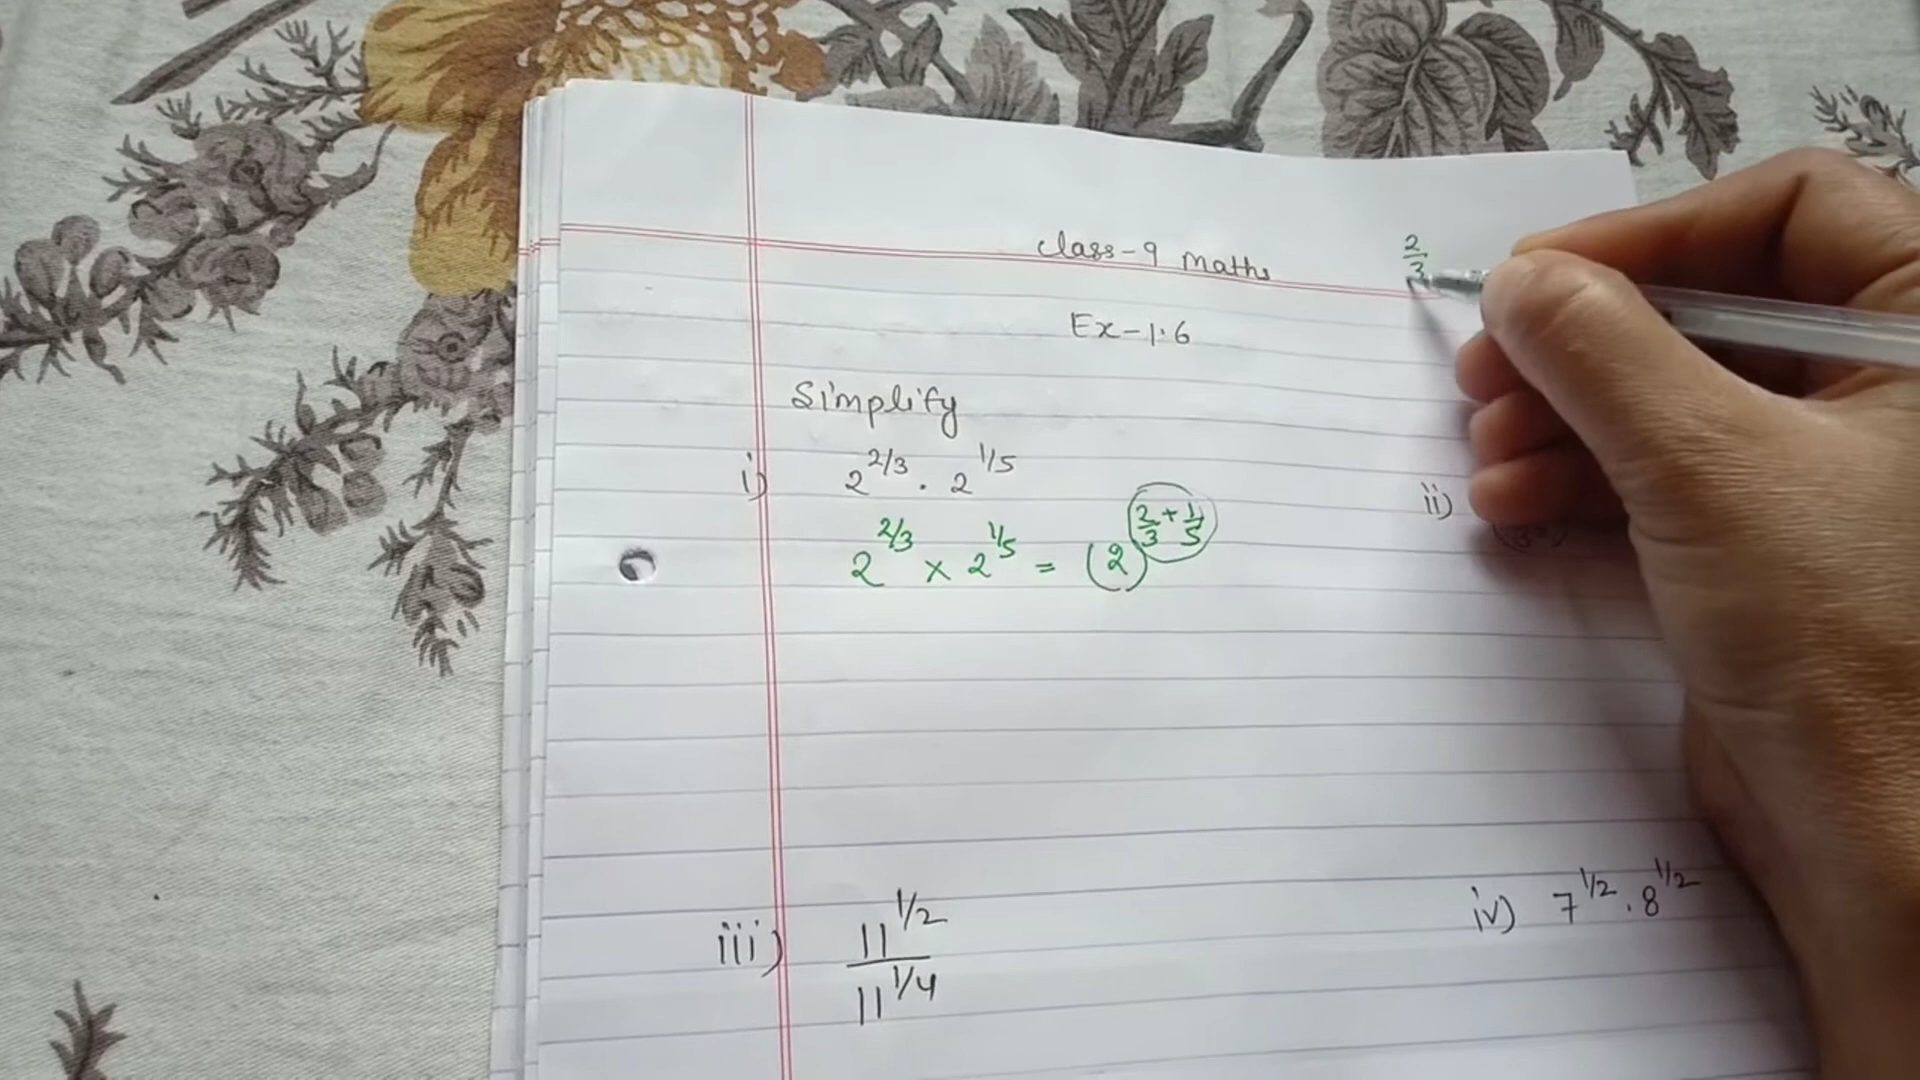 Class-9 Maths
2/3
Ex-1.6
Simplify
i) 2^2/3 . 2^1/5
ii)
2^2/3 × 2^1/5 = (2)^2/3 + 1/5
iii) 11^1/2 / 11^1/4
iv) 7^1/2 . 8^1/2